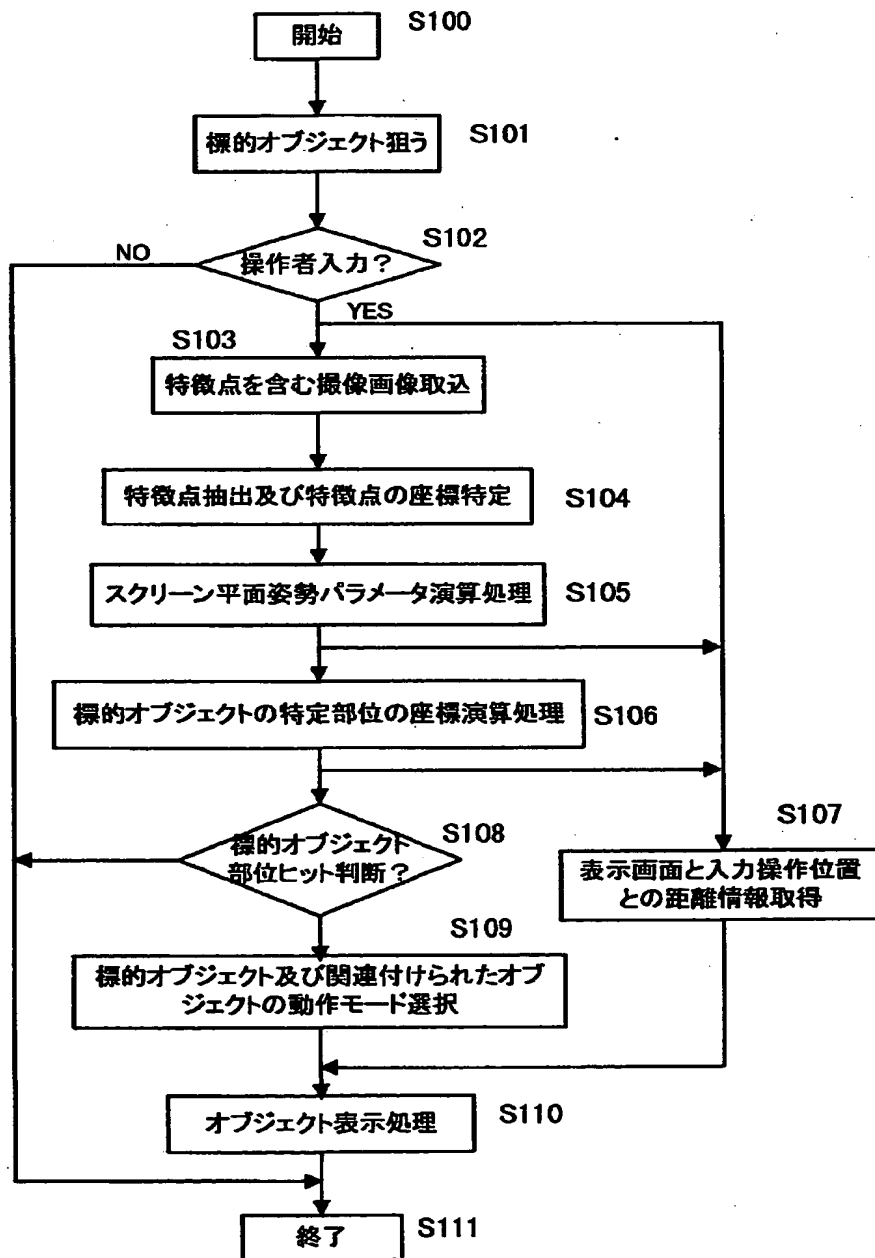 開始
S100
標的オブジェクト狙う
S101
S102
NO
操作者入力？
YES
S103
特徴点を含む撮像画像取込
特徴点抽出及び特徴点の座標特定
S104
スクリーン平面姿勢パラメータ演算処理
S105
標的オブジェクトの特定部位の座標演算処理
S106
S107
表示画面と入力操作位置
との距離情報取得
S108
標的オブジェクト
部位ヒット判断？
S109
標的オブジェクト及び関連付けられたオブ
ジェクトの動作モード選択
オブジェクト表示処理
S110
終了
S111